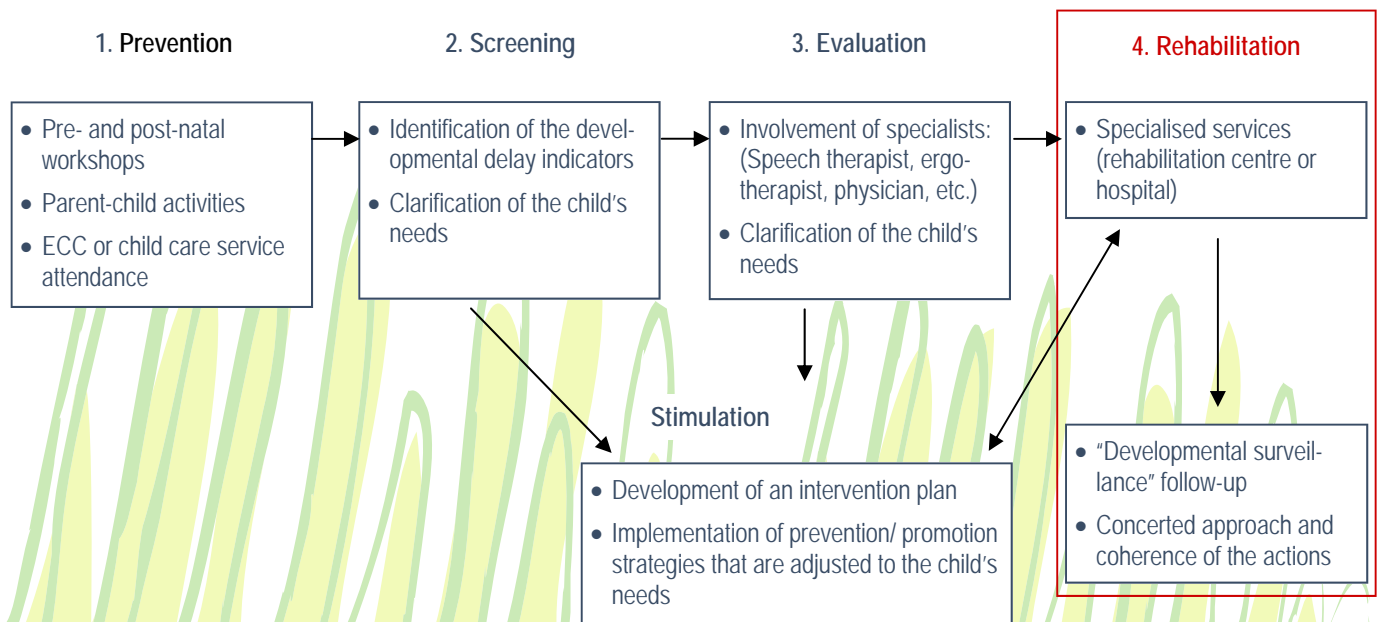 1. Prevention
• Pre- and post-natal
workshops
• Parent-child activities
• ECC or child care service
attendance
2. Screening
• Identification of the devel-
opmental delay indicators
• Clarification of the child's
needs
3. Evaluation
• Involvement of specialists:
(Speech therapist, ergo-
therapist, physician, etc.)
• Clarification of the child's
needs
4. Rehabilitation
• Specialised services
(rehabilitation centre or
hospital)
Stimulation
• Development of an intervention plan
• Implementation of prevention/ promotion
strategies that are adjusted to the child's
needs
• “Developmental surveil-
lance” follow-up
• Concerted approach and
coherence of the actions